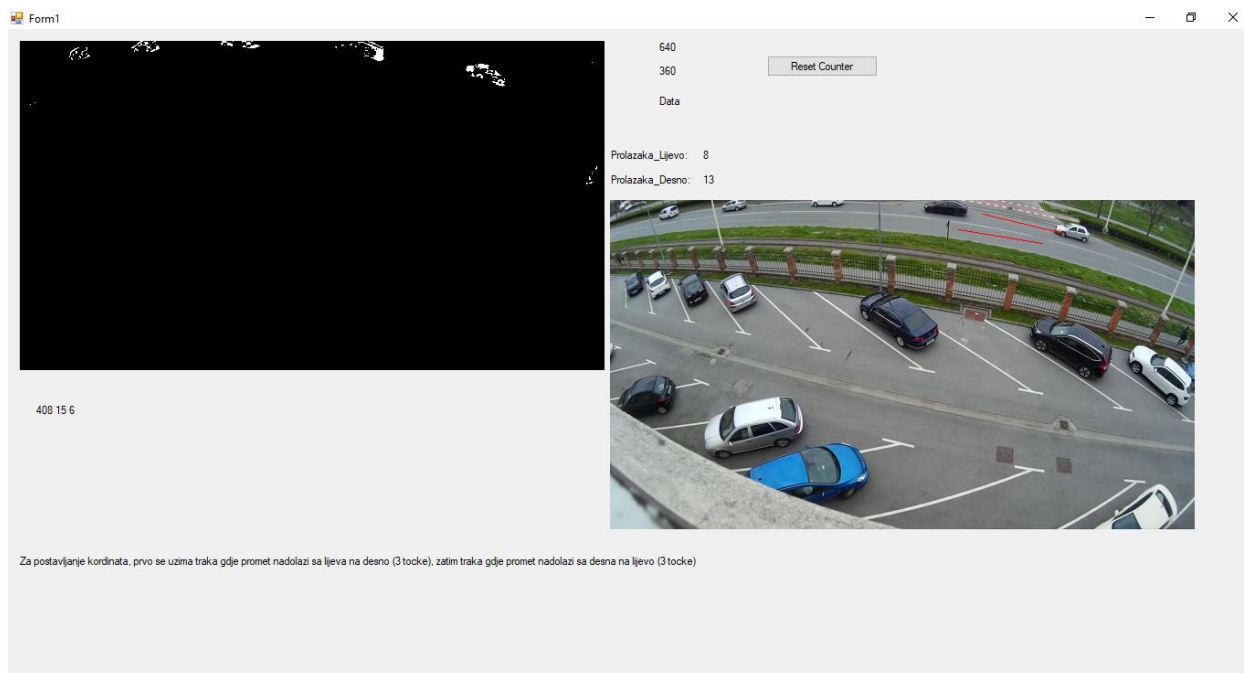 Form1
640
360
Reset Counter
Data
Prolazaka_Lijevo: 8
Prolazaka_Desno: 13
408 15 6
Za postavljanje kordinata, prvo se uzima traka gdje promet nadolazi sa lijeva na desno (3 tocke), zatim traka gdje promet nadolazi sa desna na lijevo (3 tocke)